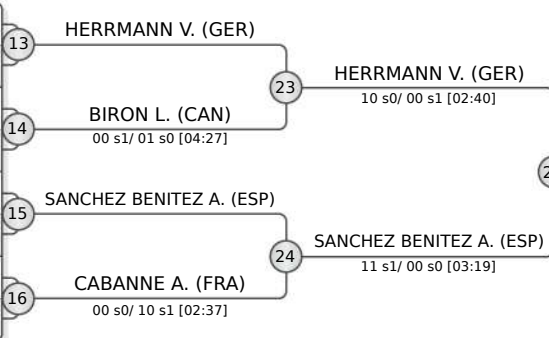 HERRMANN V. (GER)
13
23
HERRMANN V. (GER)
10 s0/ 00 s1 [02:40]
BIRON L. (CAN)
14
00 s1/ 01 s0 [04:27]
SANCHEZ BENITEZ A. (ESP)
15
24
SANCHEZ BENITEZ A. (ESP)
11 s1/ 00 s0 [03:19]
CABANNE A. (FRA)
16
00 s0/ 10 s1 [02:37]